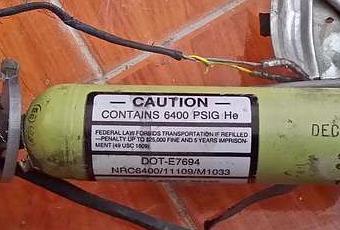 — CAUTION —
CONTAINS 6400 PSIG He
FEDERAL LAW FORBIDS TRANSPORTATION IF REFILLED
—PENALTY UP TO $25,000 FINE AND 5 YEARS IMPRISON-
MENT (49 USC 1809)
DOT-E7694
NRC6400/11109/M1033
DEC